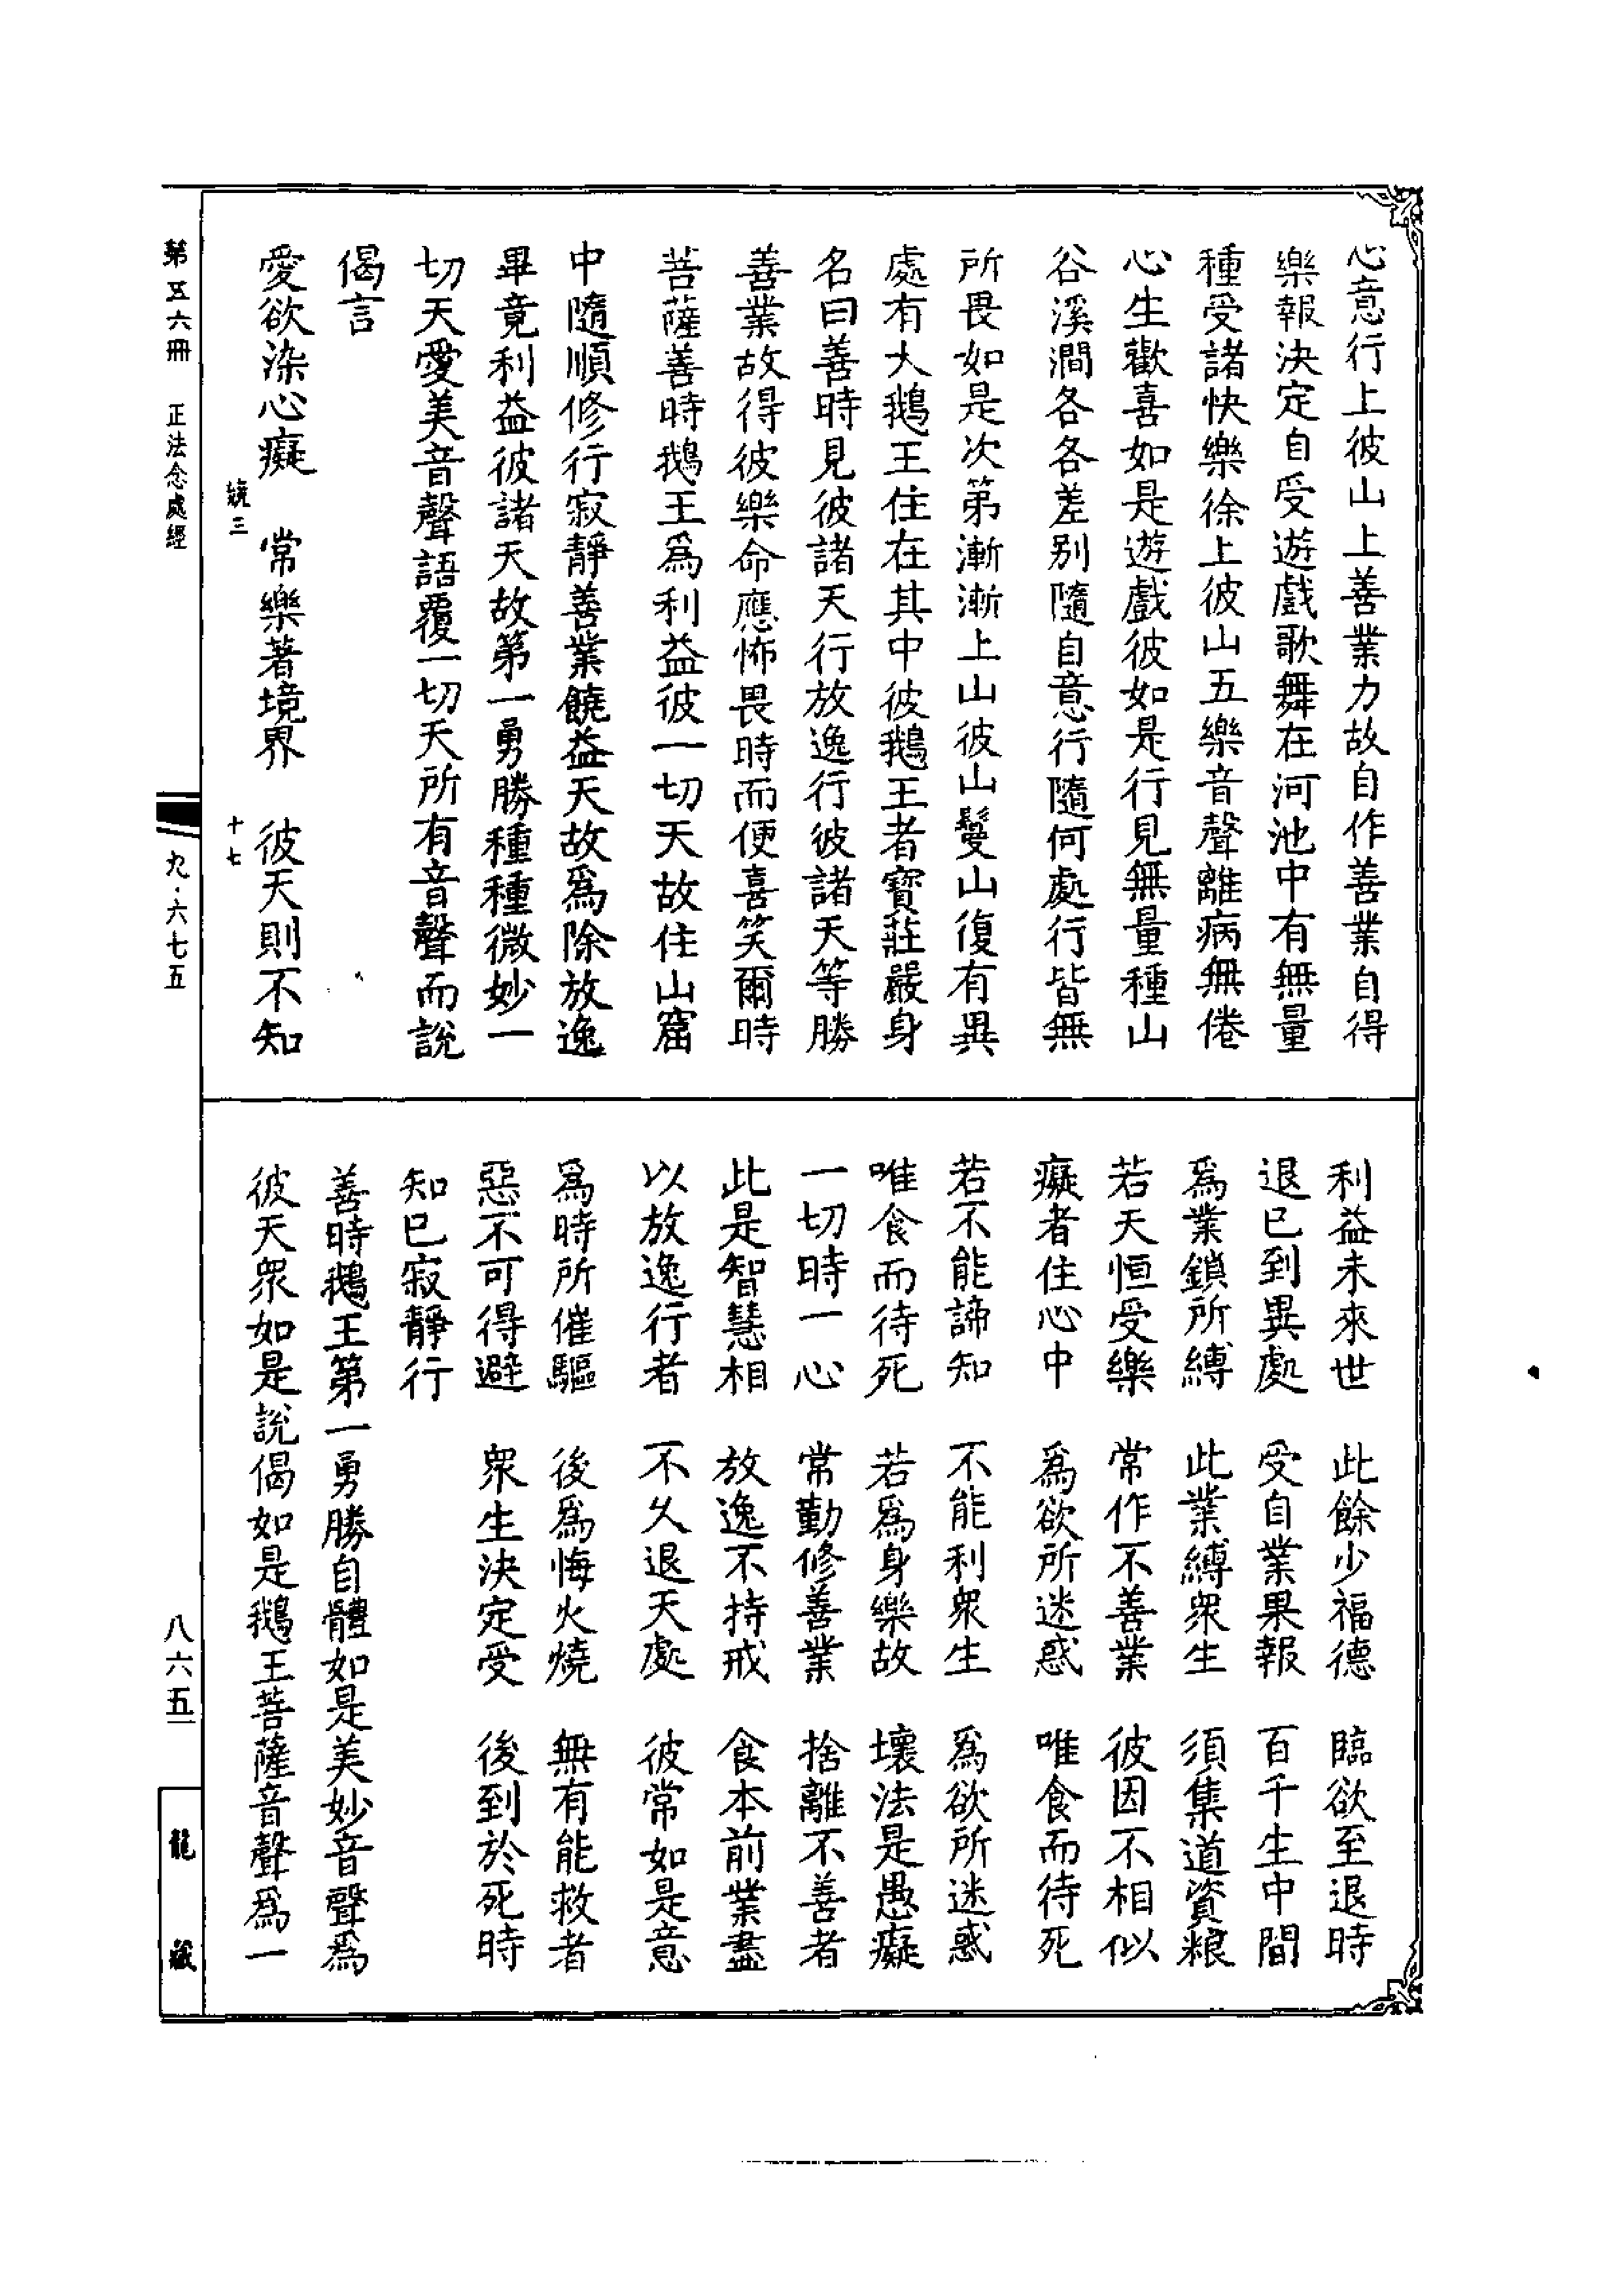 心意行上彼山上善業力故自作善業自得
樂報決定自受遊戲歌舞在河池中有無量
種受諸快樂徐上彼山五樂音聲離病無倦
心生歡喜如是遊戲彼如是行見無量種山
谷溪澗各各差別隨自意行隨何處行皆無
所畏如是次第漸漸上山彼山鬘山復有異
處有大鵝王住在其中彼鵝王者寶莊嚴身
名曰善時見彼諸天行放逸行彼諸天等勝
善業故得彼樂命應怖畏時而便喜笑爾時
菩薩善時鵝王爲利益彼一切天故住山窟
中隨順修行寂靜善業饒益天故爲除放逸
畢竟利益彼諸天故第一勇勝種種微妙一
切天愛美音聲語覆一切天所有音聲而說
偈言
愛欲染心癡　常樂著境界　彼天則不知
利益未來世　此餘少福德　臨欲至退時
退已到異處　受自業果報　百千生中間
爲業鎖所縛　此業縛衆生　須集道資粮
若天恒受樂　常作不善業　彼因不相似
癡者住心中　爲欲所迷惑　唯食而待死
若不能諦知　不能利衆生　爲欲所迷惑
唯食而待死　若爲身樂故　壞法是愚癡
一切時一心　常勤修善業　捨離不善者
此是智慧相　放逸不持戒　食本前業盡
以放逸行者　不久退天處　彼常如是意
爲時所催驅　後爲悔火燒　無有能救者
惡不可得避　衆生決定受　後到於死時
知已寂靜行
善時鵝王第一勇勝自體如是美妙音聲爲
彼天衆如是說偈如是鵝王菩薩音聲爲一
三　十七
第五六冊　正法念處經　九·六七五　八六五　龍藏